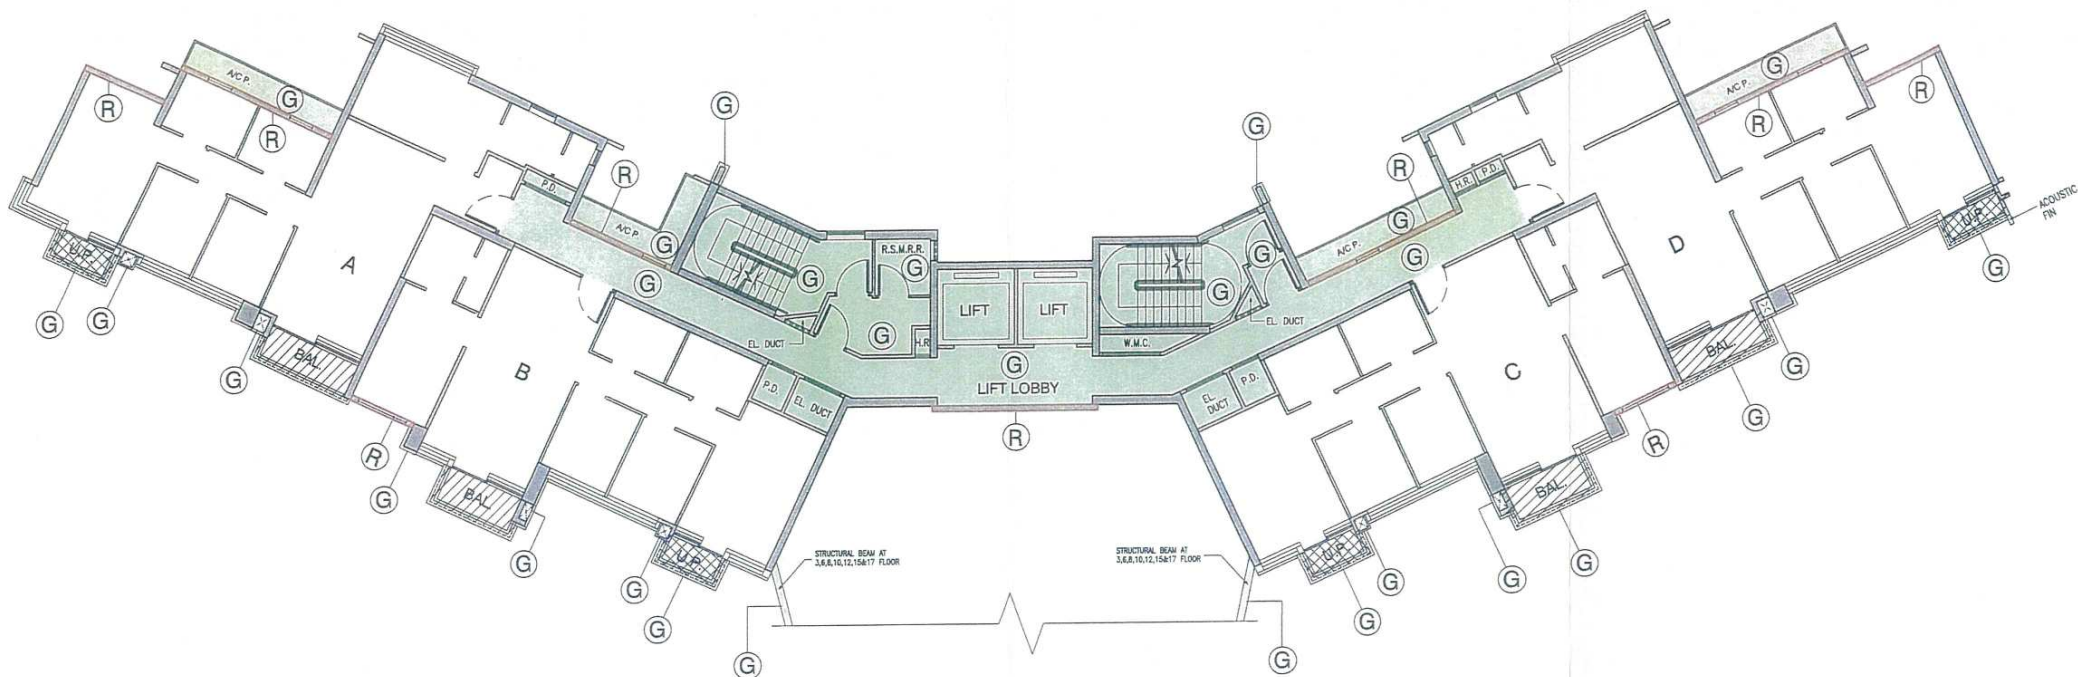 A/C P.
G
R
R
G
R
P.D.
A/C P.
G
G
R.S.M.R.R.
G
G
G
EL. DUCT
H.R.
LIFT
LIFT
G
LIFT LOBBY
R
G
G
G
EL. DUCT
W.M.C.
R
G
A/C P.
G
H.R.
P.D.
A/C P.
G
R
R
ACOUSTIC
FIN
U.P.
G
D
G
BAL.
G
A
U.P.
G
G
G
BAL.
B
R
G
BAL.
G
P.D.
EL. DUCT
G
U.P.
G
STRUCTURAL BEAM AT
3,6,8,10,12,15&17 FLOOR
G
STRUCTURAL BEAM AT
3,6,8,10,12,15&17 FLOOR
G
EL.
DUCT
P.D.
C
R
BAL.
G
G
U.P.
G
G